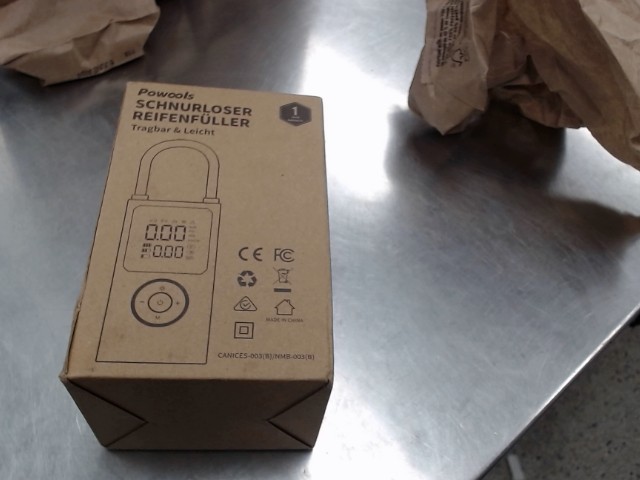 Powools
SCHNURLOSER
REIFENFÜLLER
Tragbar & Leicht
1
0.00
0.00
CE FC
MADE IN CHINA
CANICES-003(B)/NMB-003(B)